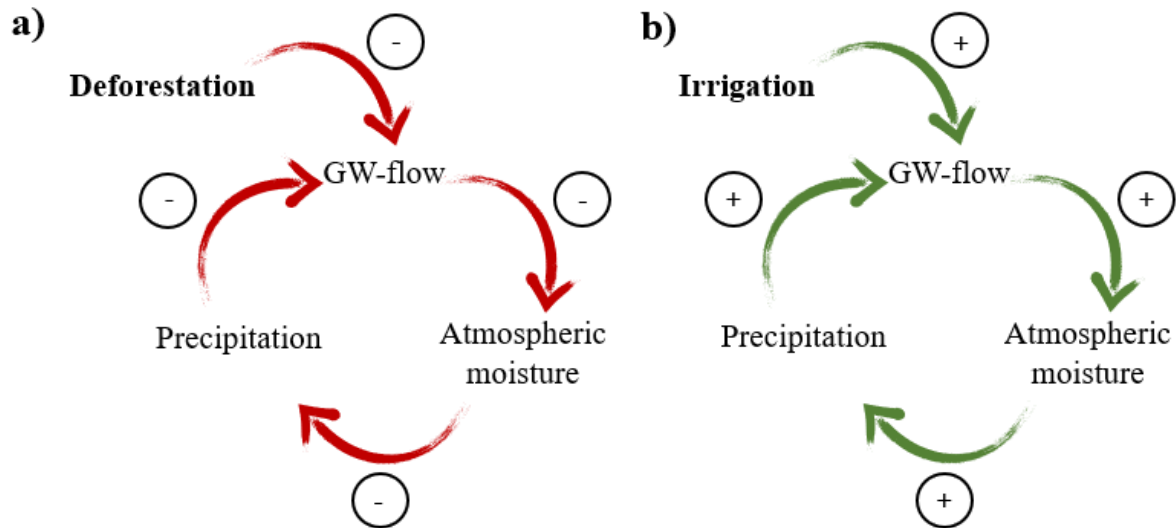 a)
-
Deforestation
GW-flow
-
-
Precipitation
Atmospheric
moisture
-
b)
+
Irrigation
GW-flow
+
+
Precipitation
Atmospheric
moisture
+